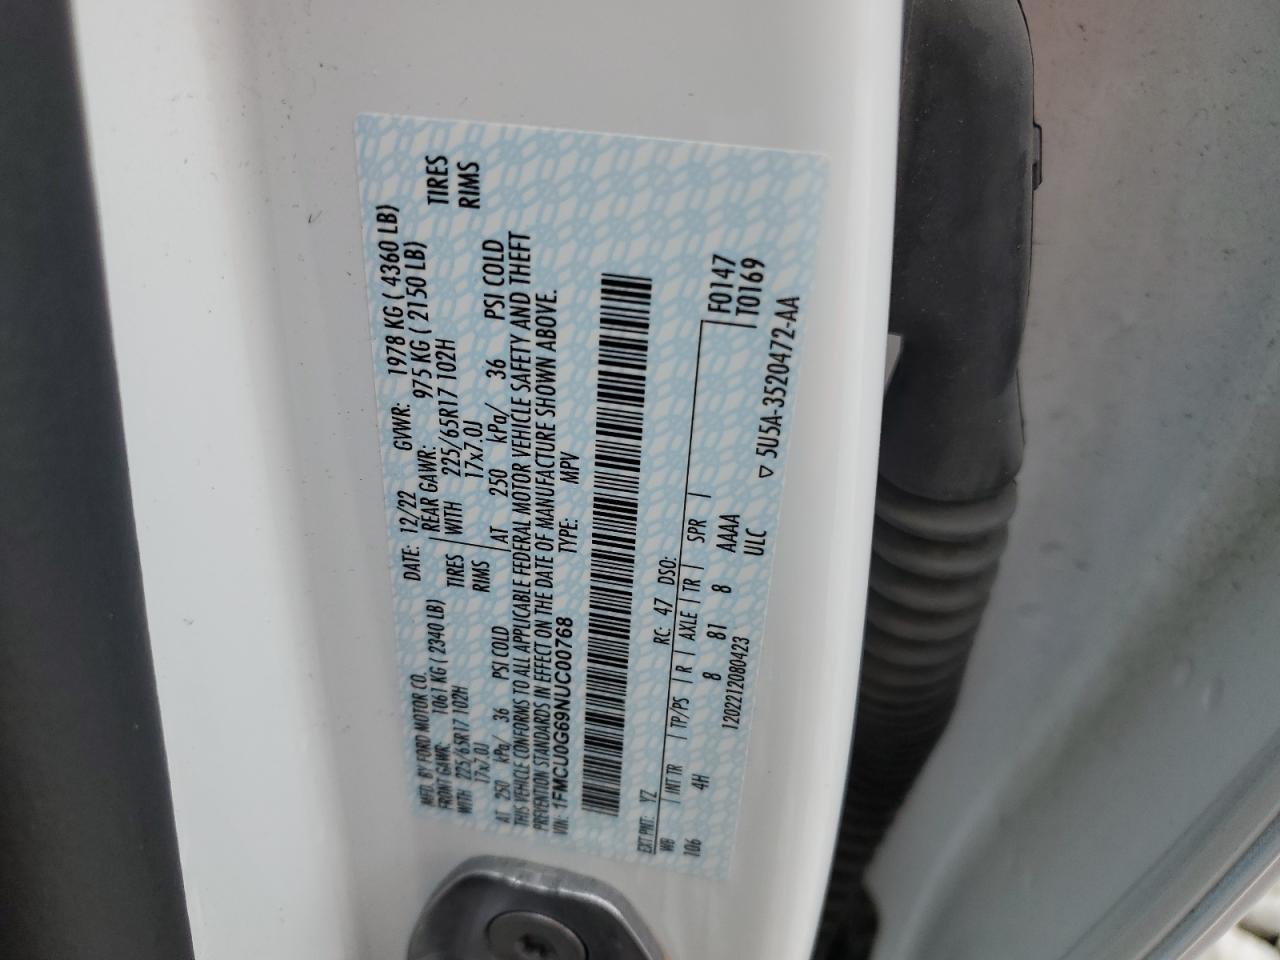 MFD. BY FORD MOTOR CO. DATE: 12/22 GVWR: 1978 KG ( 4360 LB)
FRONT GAWR: 1061 KG ( 2340 LB) REAR GAWR: 975 KG ( 2150 LB)
WITH 225/65R17 102H TIRES WITH 225/65R17 102H TIRES
17x7.0J RIMS 17x7.0J RIMS
AT 250 kPa/ 36 PSI COLD AT 250 kPa/ 36 PSI COLD
THIS VEHICLE CONFORMS TO ALL APPLICABLE FEDERAL MOTOR VEHICLE SAFETY AND THEFT
PREVENTION STANDARDS IN EFFECT ON THE DATE OF MANUFACTURE SHOWN ABOVE.
VIN: 1FMCU0G69NUC00768 TYPE: MPV
EXT PNT: YZ RC: 47 DSO:
WB INT TR TP/PS R AXLE TR SPR F0147
106 4H 8 81 8 AAAA T0169
1202212080423 ULC 5U5A-3520472-AA